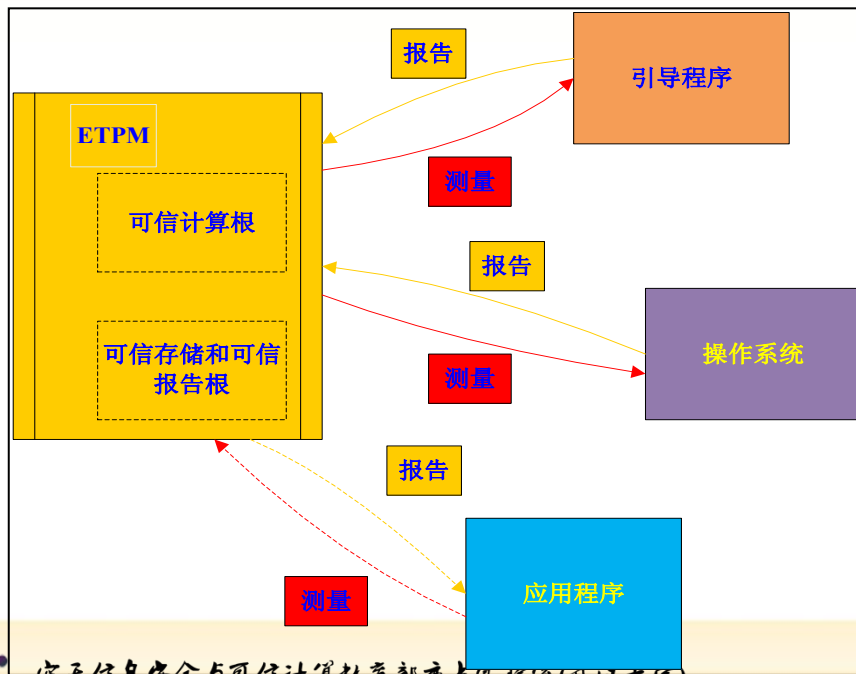 报告
引导程序
ETPM
测量
可信计算根
报告
可信存储和可信
报告根
操作系统
测量
报告
应用程序
测量